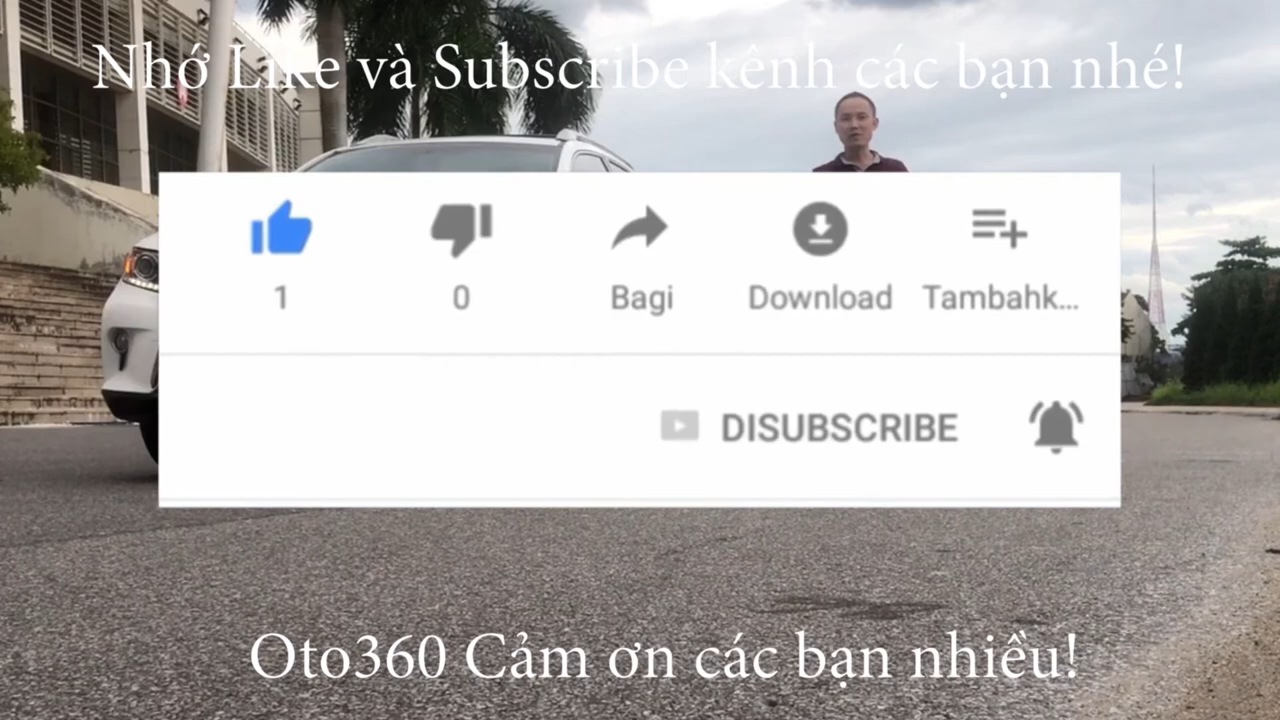 Nhớ Like và Subscribe kênh các bạn nhé!
1
0
Bagi
Download
Tambahk...
DISUBSCRIBE
Oto360 Cảm ơn các bạn nhiều!